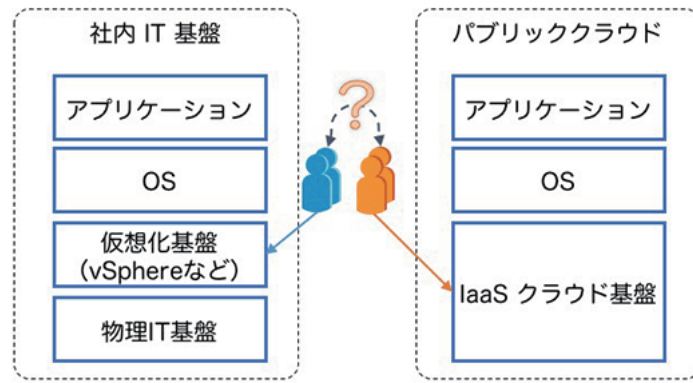 社内 IT 基盤
アプリケーション
OS
仮想化基盤
（vSphereなど）
物理IT基盤
?
パブリッククラウド
アプリケーション
OS
IaaS クラウド基盤